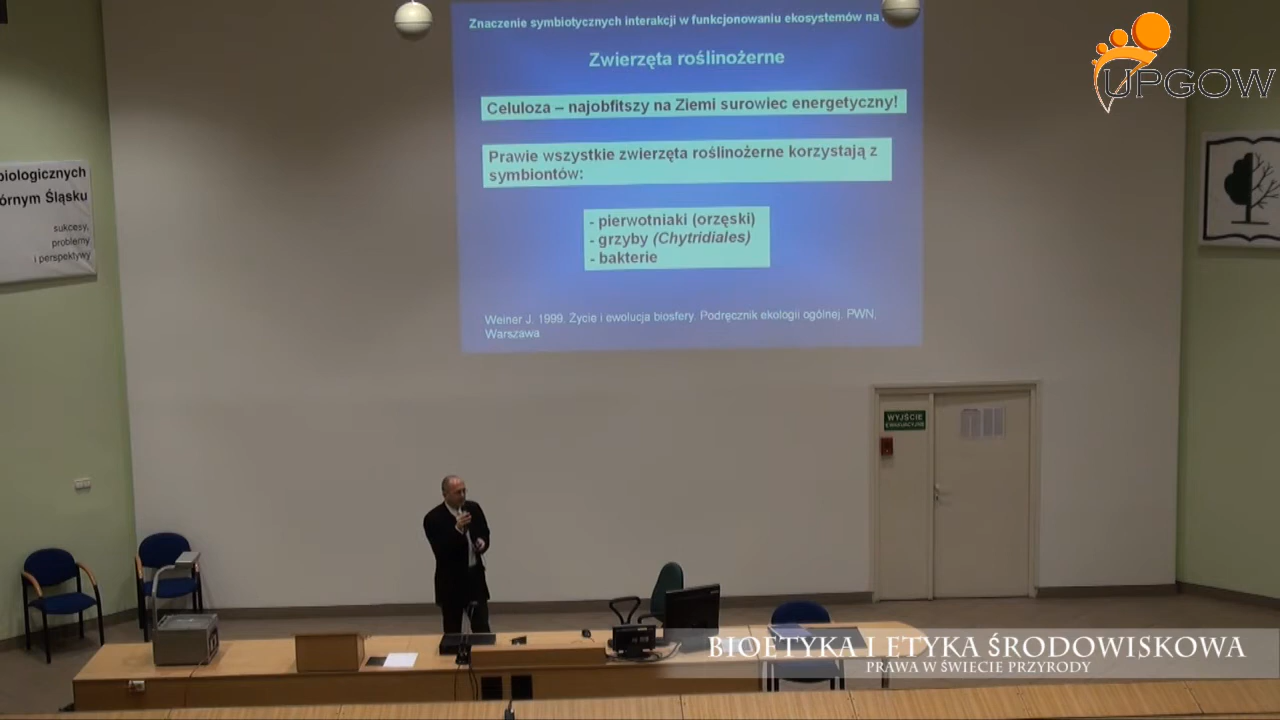 Znaczenie symbiotycznych interakcji w funkcjonowaniu ekosystemów na
Zwierzęta roślinożerne
Celuloza – najobfitszy na Ziemi surowiec energetyczny!
Prawie wszystkie zwierzęta roślinożerne korzystają z
symbiontów:
- pierwotniaki (orzęski)
- grzyby (Chytridiales)
- bakterie
Weiner J. 1999. Życie i ewolucja biosfery. Podręcznik ekologii ogólnej. PWN,
Warszawa
UPGOW
biologicznych
órnym Śląsku
sukcesy,
problemy
i perspektywy
WYJŚCIE
EWAKUACYJNE
BIOETYKA I ETYKA ŚRODOWISKOWA
PRAWA W ŚWIECIE PRZYRODY